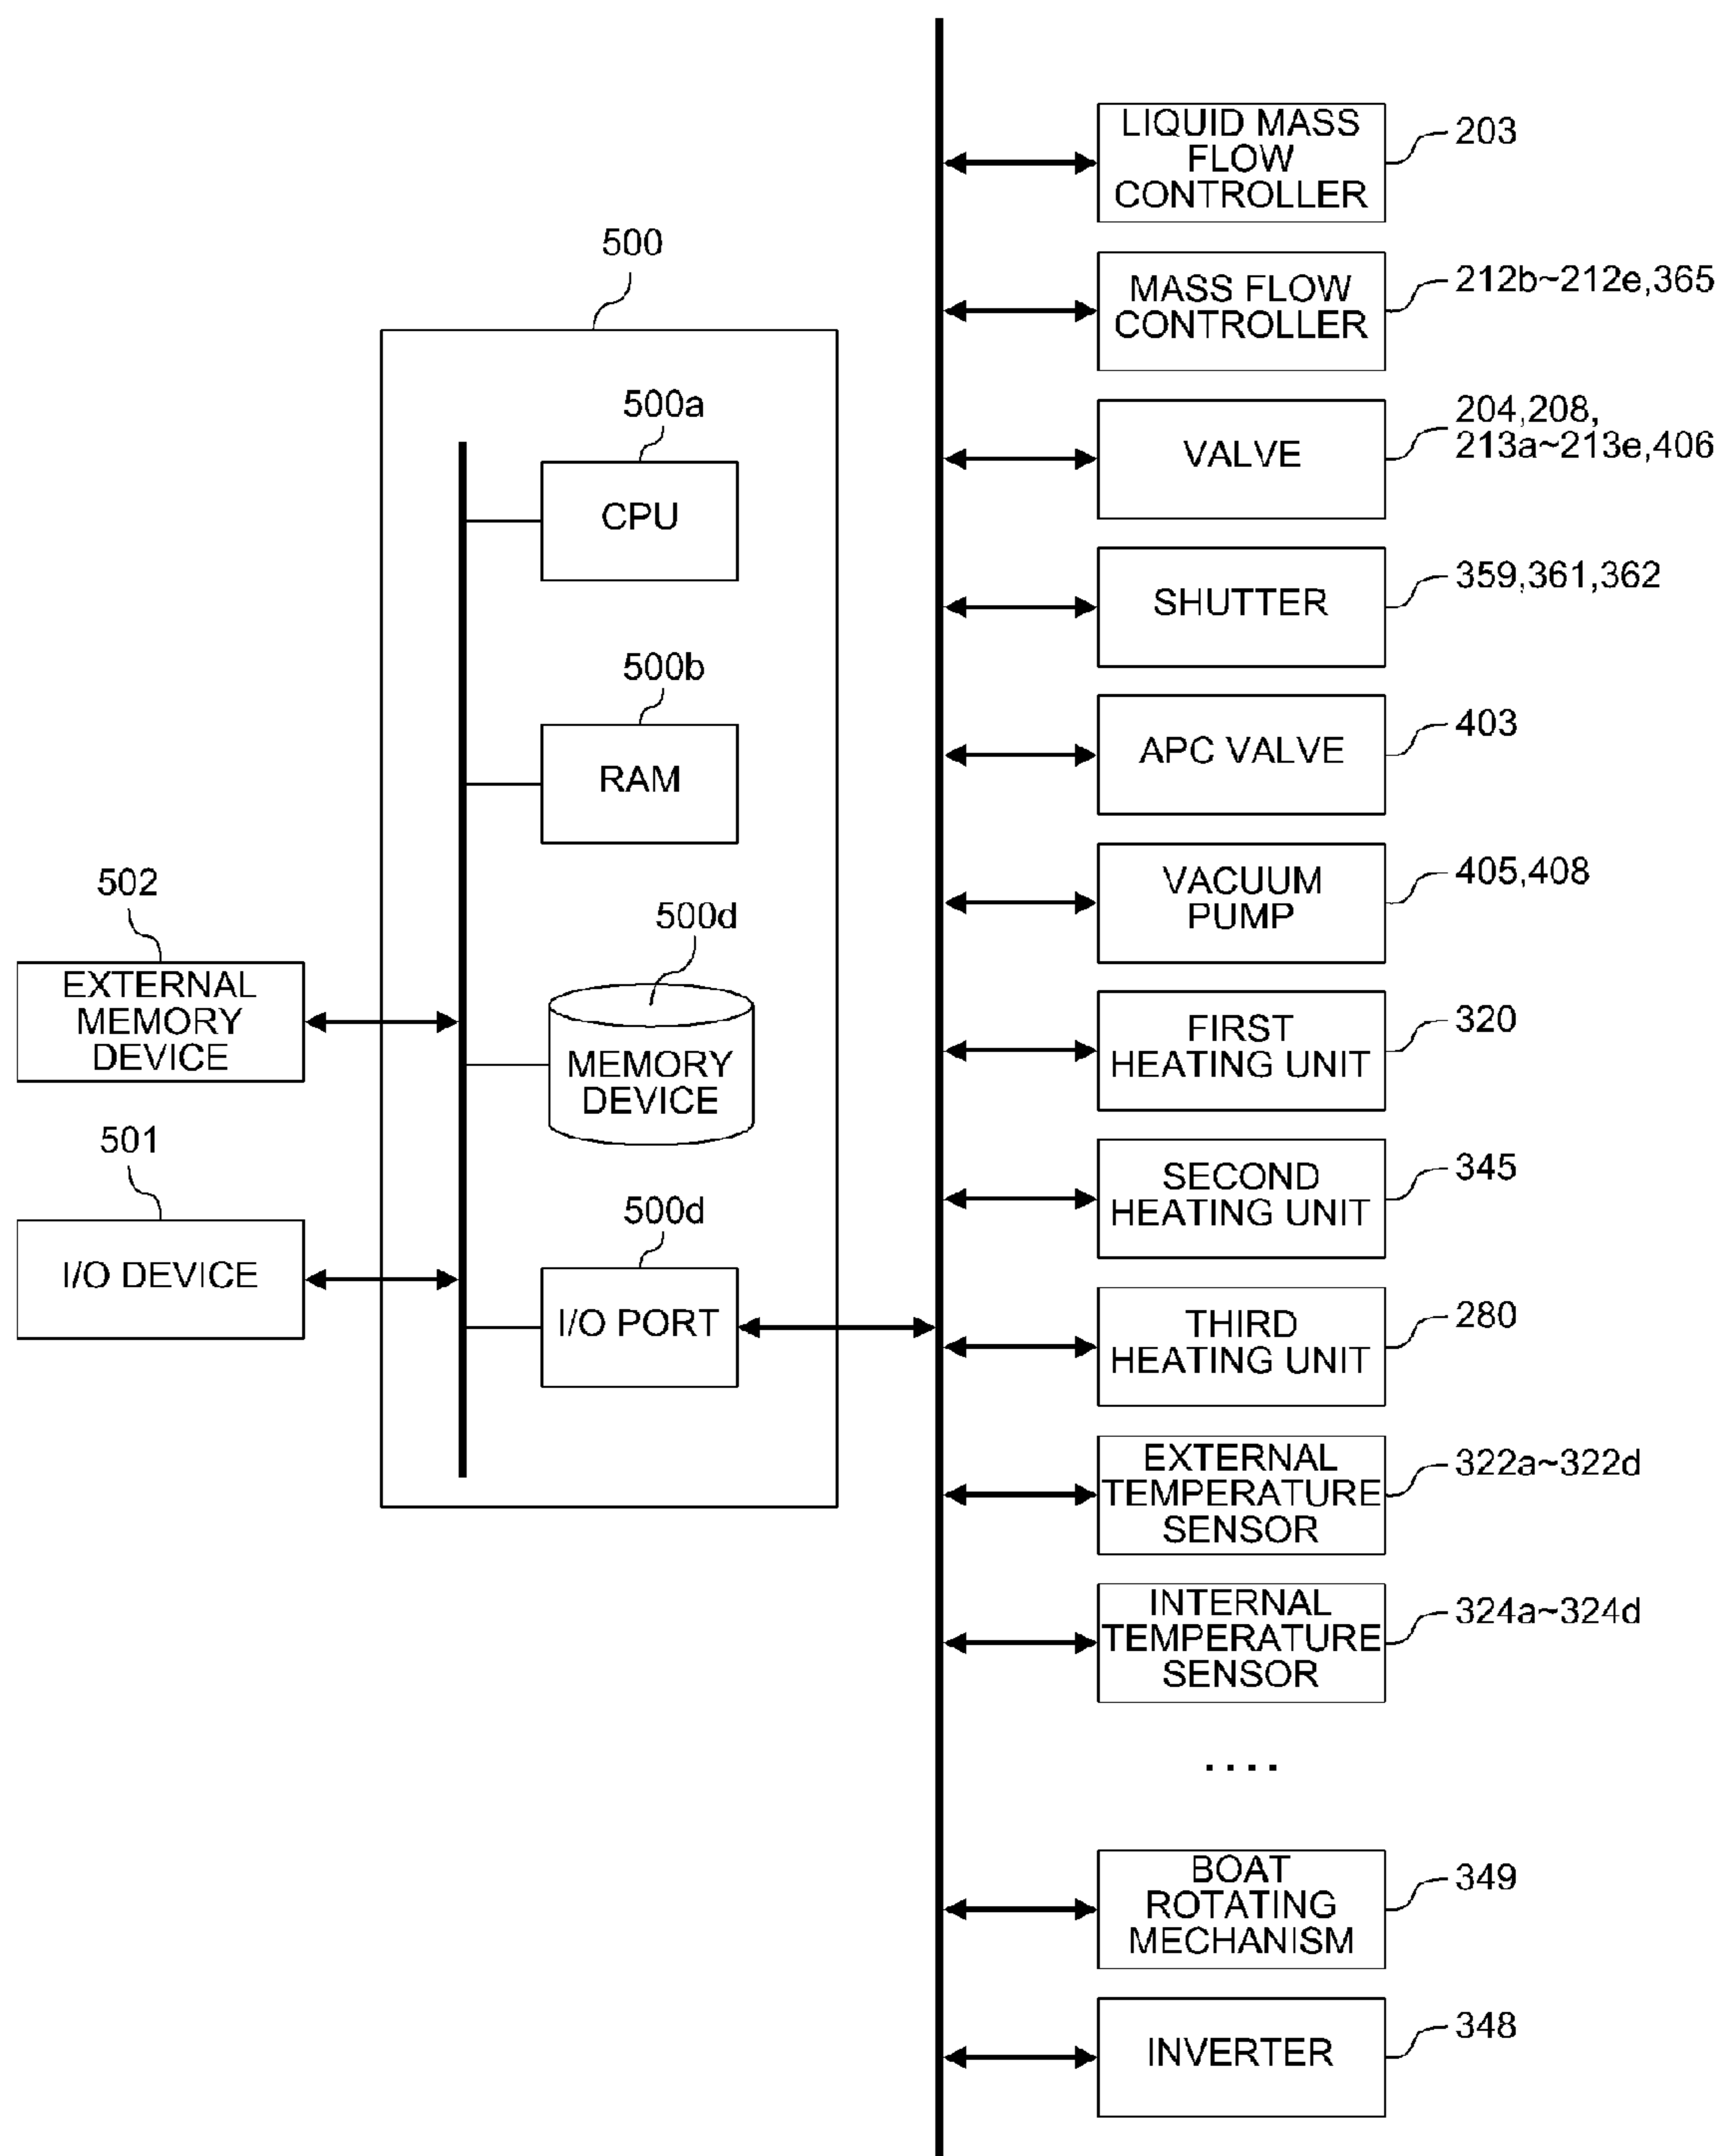 500
500a
CPU
500b
RAM
500d
MEMORY
DEVICE
500d
I/O PORT
502
EXTERNAL
MEMORY
DEVICE
501
I/O DEVICE
LIQUID MASS
FLOW
CONTROLLER
203
MASS FLOW
CONTROLLER
212b~212e,365
VALVE
204,208,
213a~213e,406
SHUTTER
359,361,362
APC VALVE
403
VACUUM
PUMP
405,408
FIRST
HEATING UNIT
320
SECOND
HEATING UNIT
345
THIRD
HEATING UNIT
280
EXTERNAL
TEMPERATURE
SENSOR
322a~322d
INTERNAL
TEMPERATURE
SENSOR
324a~324d
....
BOAT
ROTATING
MECHANISM
349
INVERTER
348